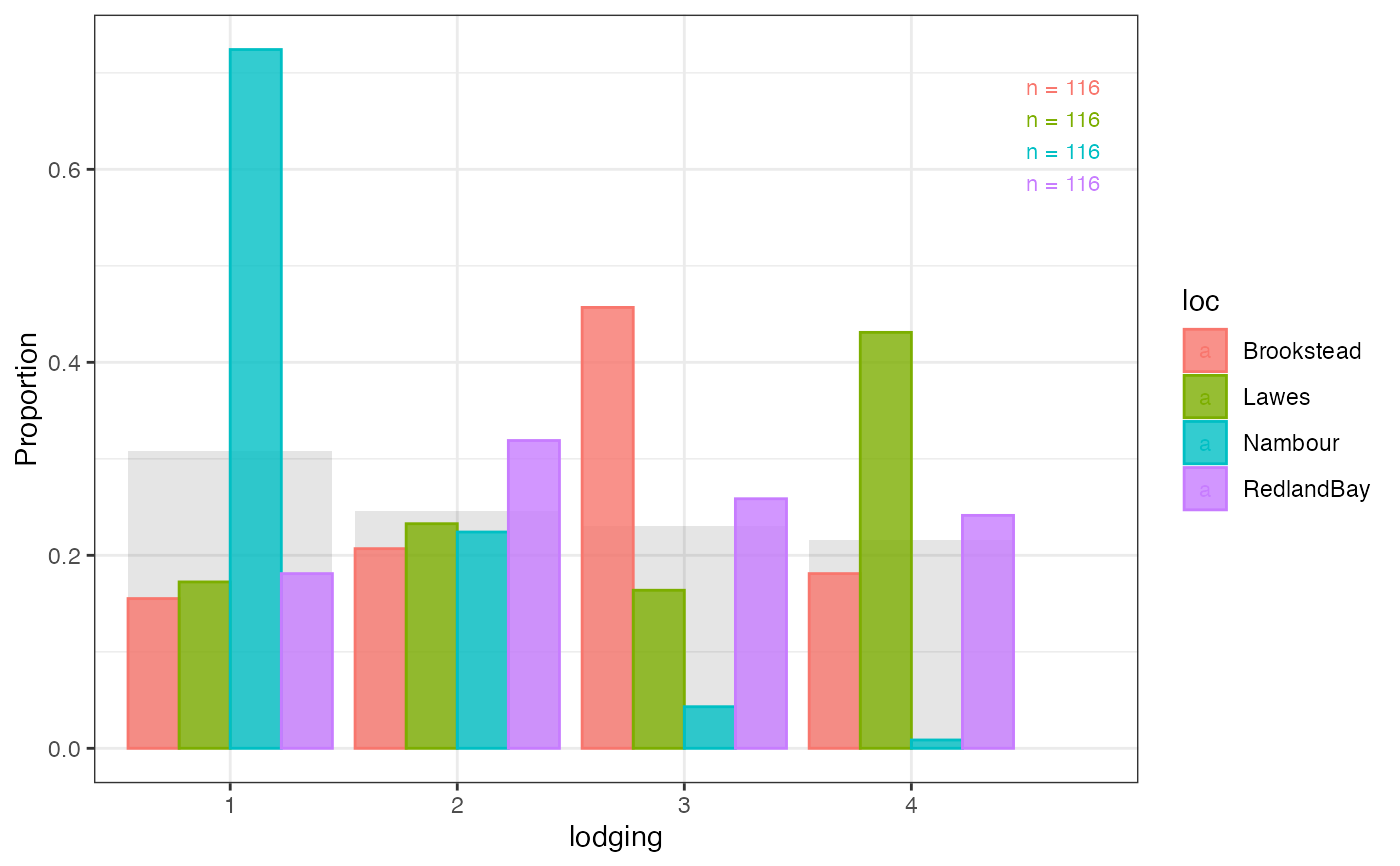 n = 116
n = 116
n = 116
n = 116
0.6
0.4
0.2
0.0
Proportion
1 2 3 4
lodging
loc
a Brookstead
a Lawes
a Nambour
a RedlandBay